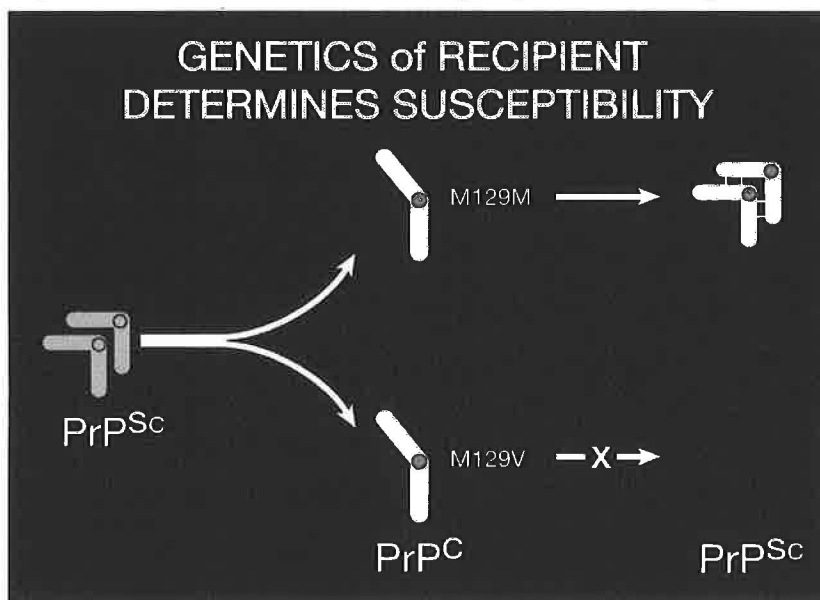 GENETICS of RECIPIENT
DETERMINES SUSCEPTIBILITY
M129M
PrPSc
M129V
X
PrPC
PrPSc